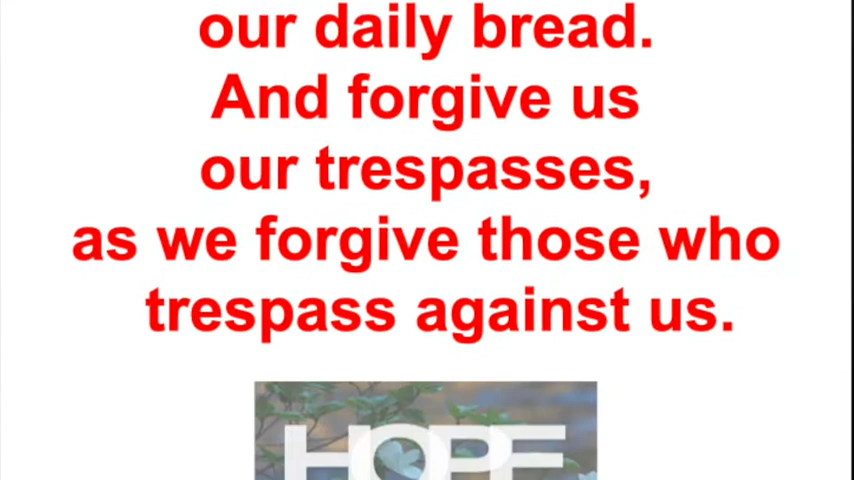 our daily bread.
And forgive us
our trespasses,
as we forgive those who
trespass against us.
HOPE